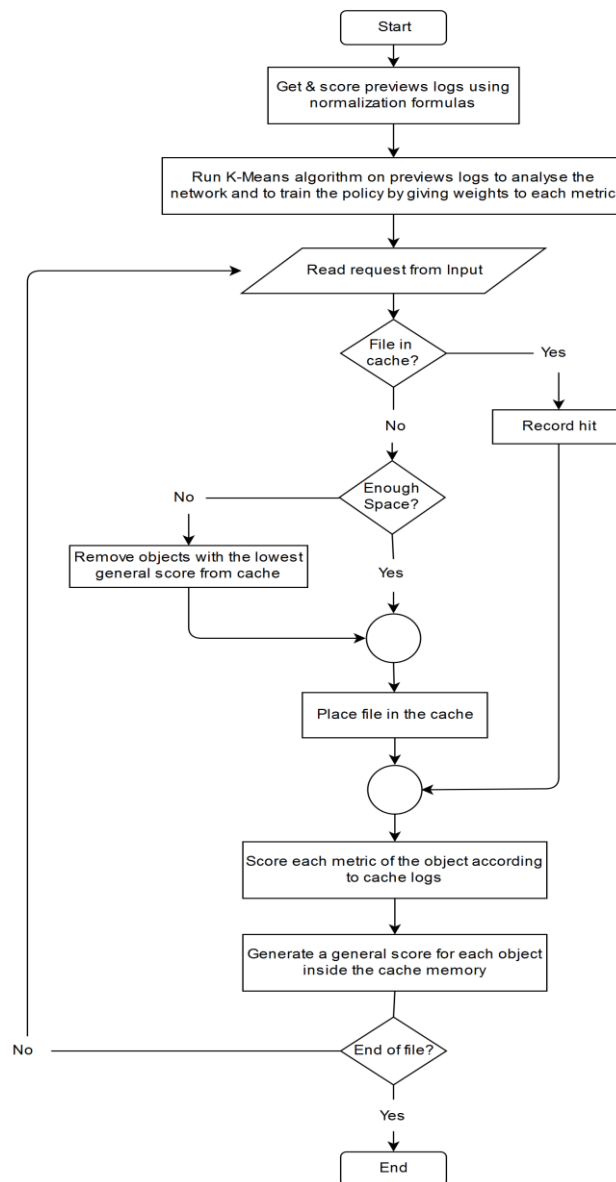 Start
Get & score previews logs using
normalization formulas
Run K-Means algorithm on previews logs to analyse the
network and to train the policy by giving weights to each metric
Read request from Input
File in
cache?
Yes
Record hit
No
Enough
Space?
No
Remove objects with the lowest
general score from cache
Yes
Place file in the cache
Score each metric of the object according
to cache logs
Generate a general score for each object
inside the cache memory
End of file?
No
Yes
End